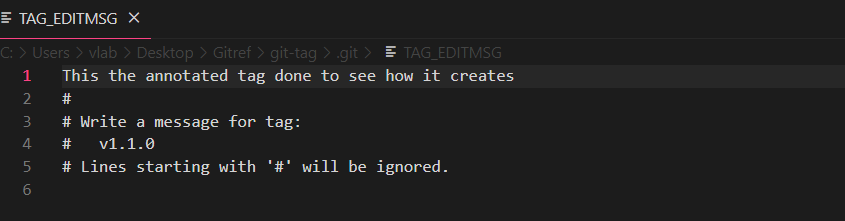 TAG_EDITMSG ×
C: > Users > vlab > Desktop > Gitref > git-tag > .git > TAG_EDITMSG
1 This the annotated tag done to see how it creates
2 #
3 # Write a message for tag:
4 #   v1.1.0
5 # Lines starting with '#' will be ignored.
6